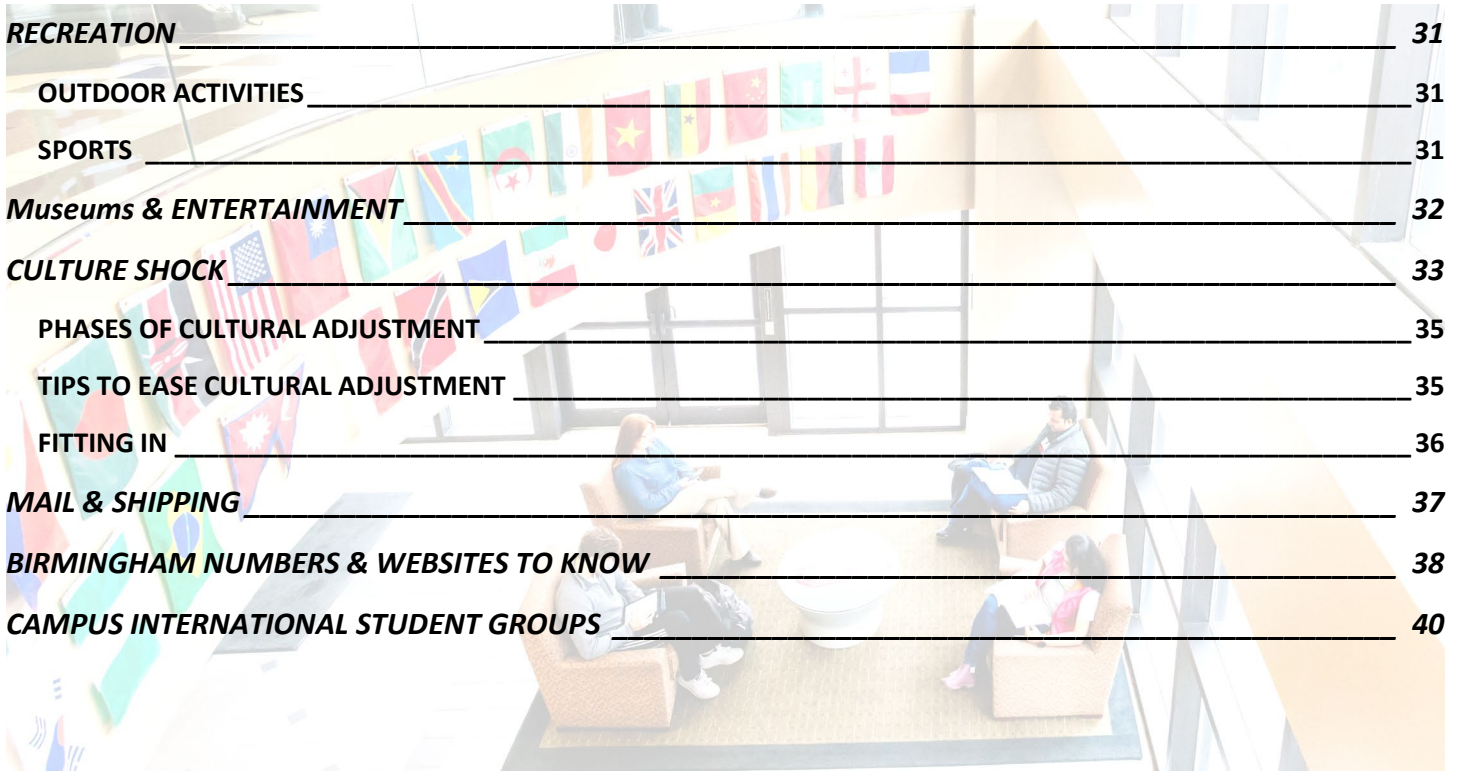 RECREATION 31
OUTDOOR ACTIVITIES 31
SPORTS 31
Museums & ENTERTAINMENT 32
CULTURE SHOCK 33
PHASES OF CULTURAL ADJUSTMENT 35
TIPS TO EASE CULTURAL ADJUSTMENT 35
FITTING IN 36
MAIL & SHIPPING 37
BIRMINGHAM NUMBERS & WEBSITES TO KNOW 38
CAMPUS INTERNATIONAL STUDENT GROUPS 40